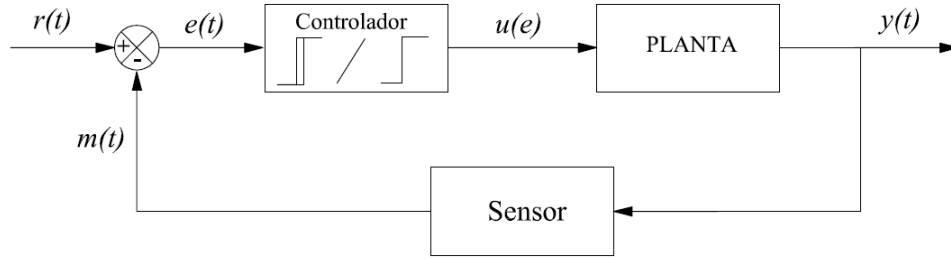 r(t)
+
-
e(t)
Controlador
u(e)
PLANTA
y(t)
m(t)
Sensor